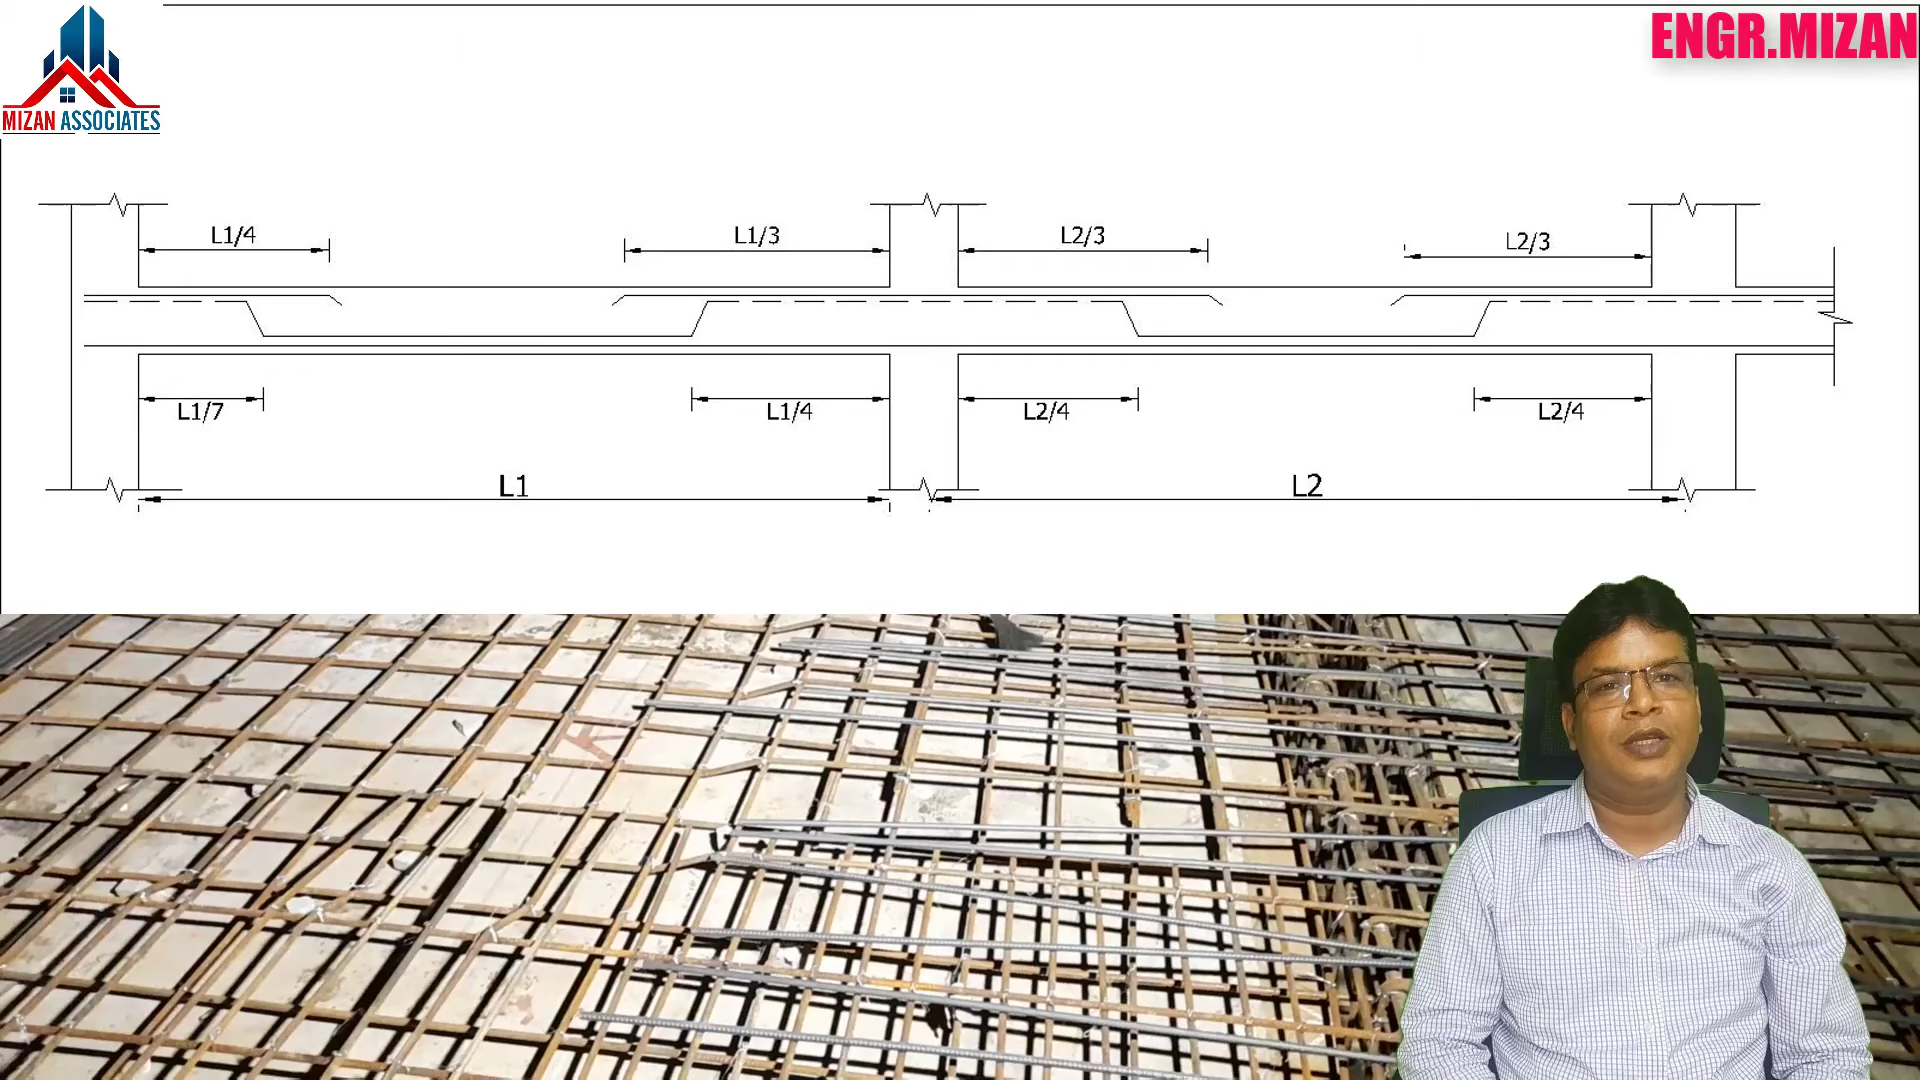 MIZAN ASSOCIATES
ENGR.MIZAN
L1/4
L1/3
L2/3
L2/3
L1/7
L1/4
L2/4
L2/4
L1
L2